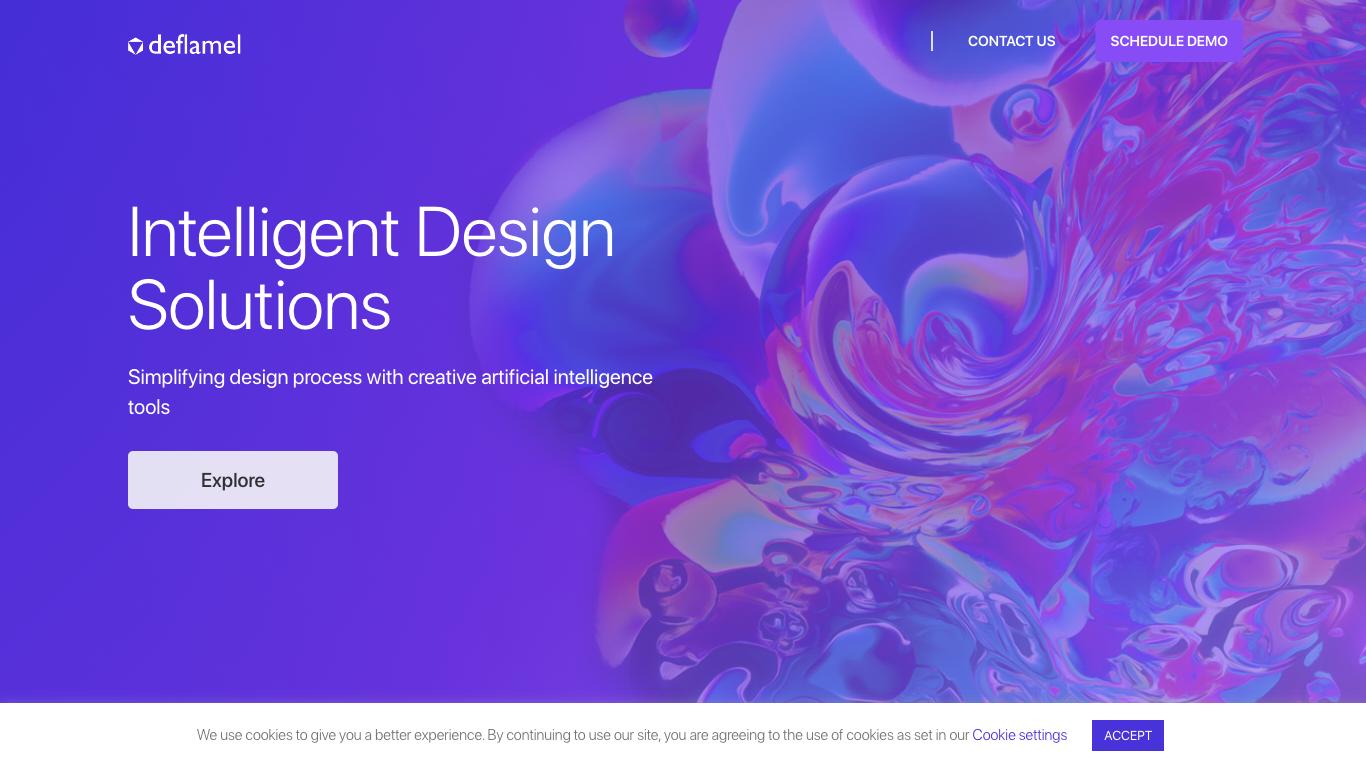 deflamel
CONTACT US
SCHEDULE DEMO
Intelligent Design
Solutions
Simplifying design process with creative artificial intelligence
tools
Explore
We use cookies to give you a better experience. By continuing to use our site, you are agreeing to the use of cookies as set in our Cookie settings
ACCEPT